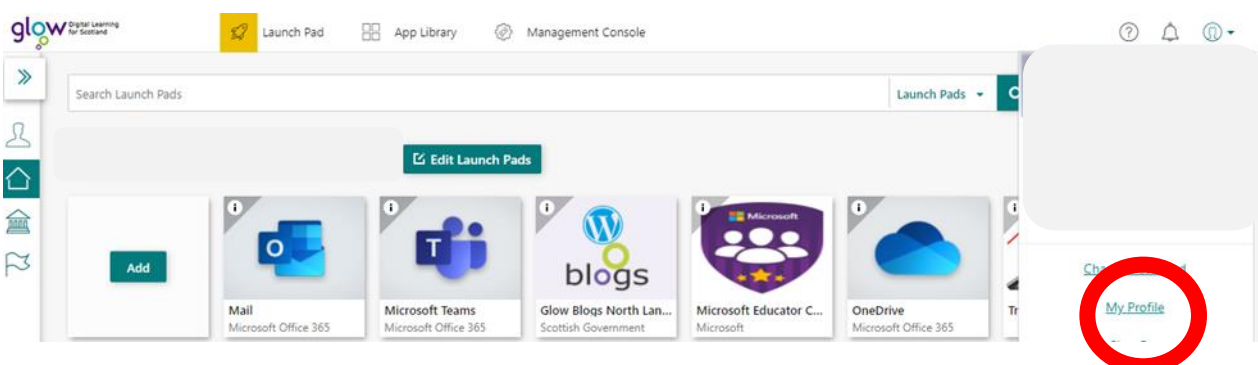 glow Digital Learning
for Scotland
Launch Pad
App Library
Management Console
Search Launch Pads
Launch Pads
Edit Launch Pads
Add
Mail
Microsoft Office 365
T
Microsoft Teams
Microsoft Office 365
blogs
Glow Blogs North Lan...
Scottish Government
Microsoft
Microsoft Educator C...
Microsoft
OneDrive
Microsoft Office 365
Tr
My Profile